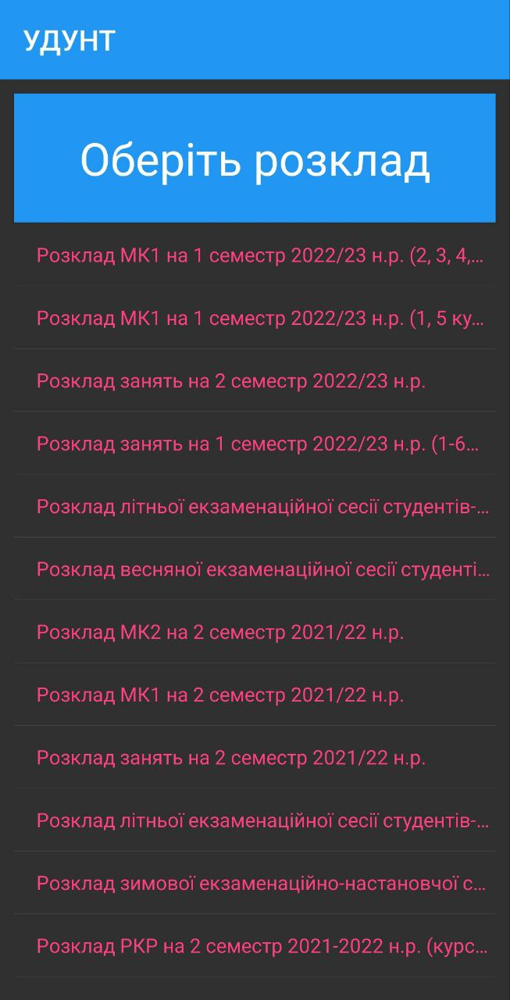 УДУНТ
Оберіть розклад
Розклад МК1 на 1 семестр 2022/23 н.р. (2, 3, 4,...
Розклад МК1 на 1 семестр 2022/23 н.р. (1, 5 ку...
Розклад занять на 2 семестр 2022/23 н.р.
Розклад занять на 1 семестр 2022/23 н.р. (1-6...
Розклад літньої екзаменаційної сесії студентів-...
Розклад весняної екзаменаційної сесії студенті...
Розклад МК2 на 2 семестр 2021/22 н.р.
Розклад МК1 на 2 семестр 2021/22 н.р.
Розклад занять на 2 семестр 2021/22 н.р.
Розклад літньої екзаменаційної сесії студентів-...
Розклад зимової екзаменаційно-настановчої с...
Розклад РКР на 2 семестр 2021-2022 н.р. (курс...